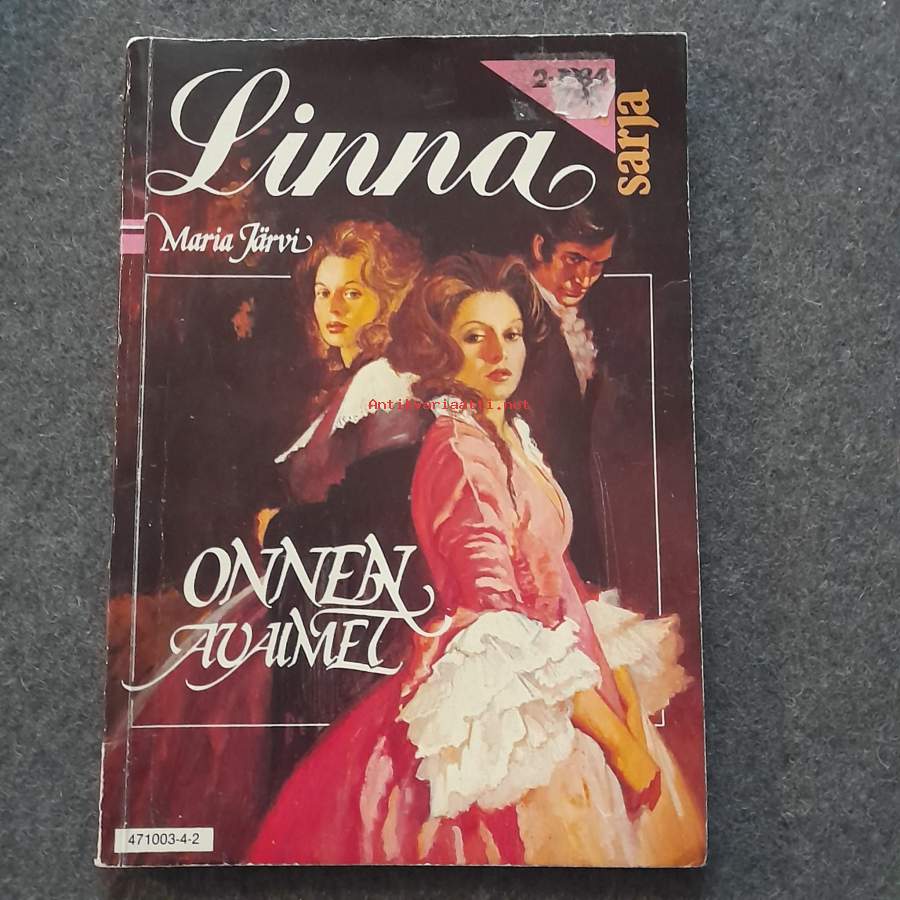 Linna
sarja
Maria Järvi
Antikvariaatti.net
ONNEN
AVAIMET
471003-4-2